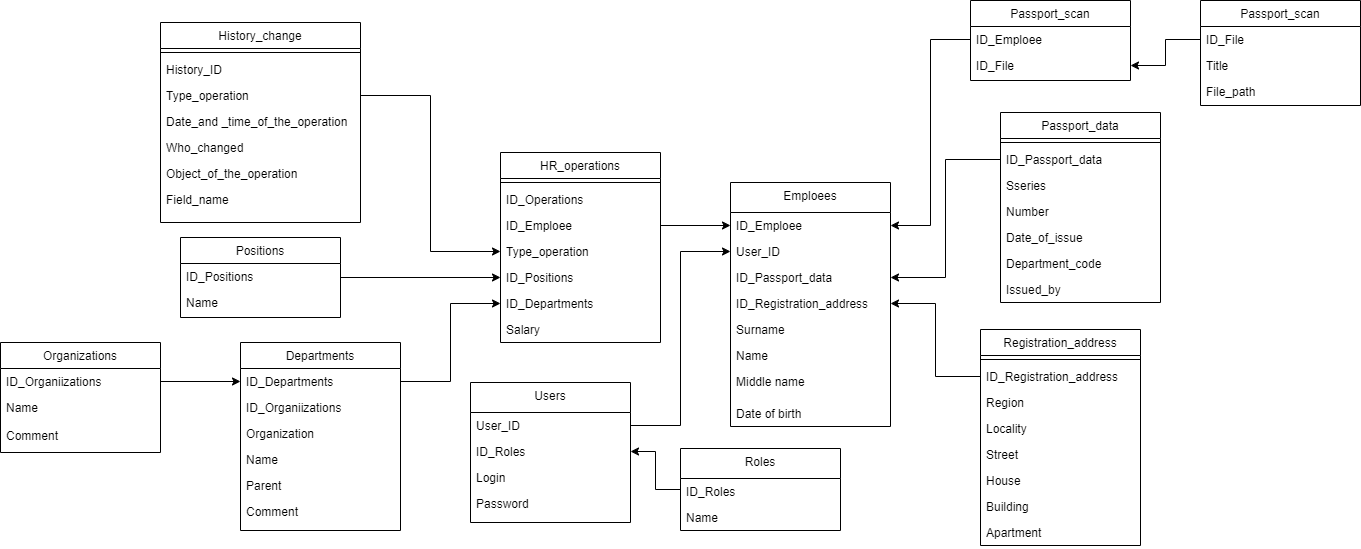 History_change
History_ID
Type_operation
Date_and _time_of_the_operation
Who_changed
Object_of_the_operation
Field_name
Positions
ID_Positions
Name
Organizations
ID_Organiizations
Name
Comment
Departments
ID_Departments
ID_Organiizations
Organization
Name
Parent
Comment
HR_operations
ID_Operations
ID_Emploee
Type_operation
ID_Positions
ID_Departments
Salary
Users
User_ID
ID_Roles
Login
Password
Roles
ID_Roles
Name
Emploees
ID_Emploee
User_ID
ID_Passport_data
ID_Registration_address
Surname
Name
Middle name
Date of birth
Passport_scan
ID_Emploee
ID_File
Passport_scan
ID_File
Title
File_path
Passport_data
ID_Passport_data
Sseries
Number
Date_of_issue
Department_code
Issued_by
Registration_address
ID_Registration_address
Region
Locality
Street
House
Building
Apartment